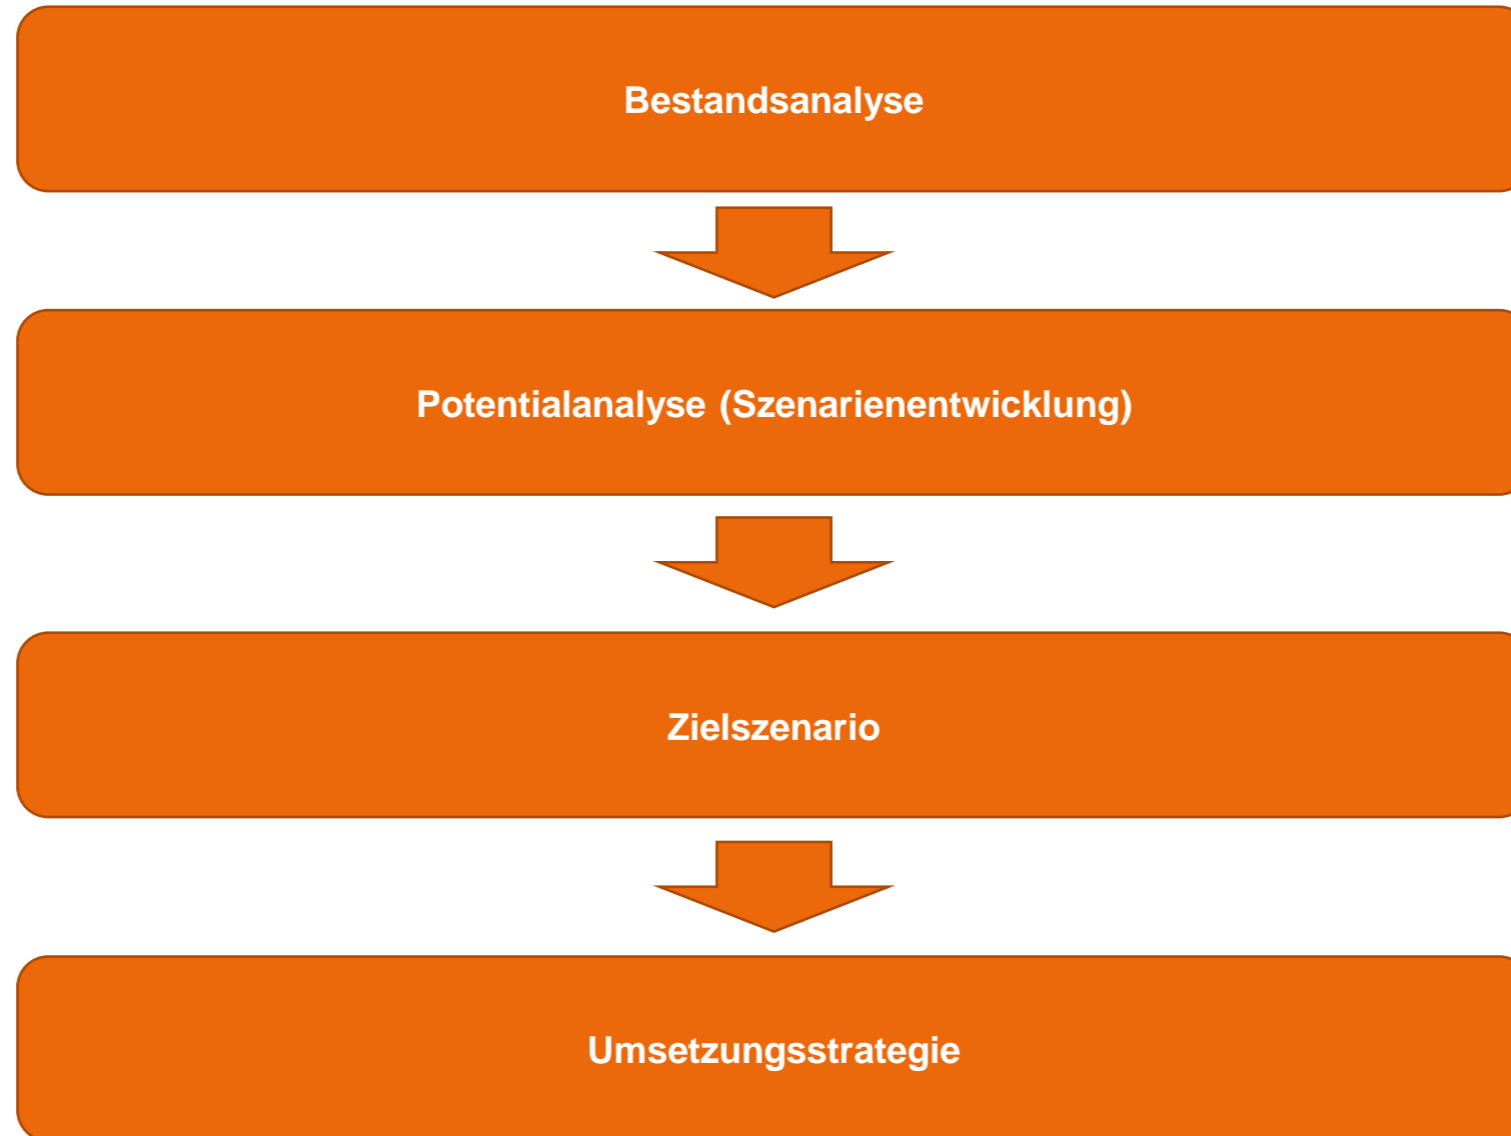 Bestandsanalyse
Potentialanalyse (Szenarienentwicklung)
Zielszenario
Umsetzungsstrategie